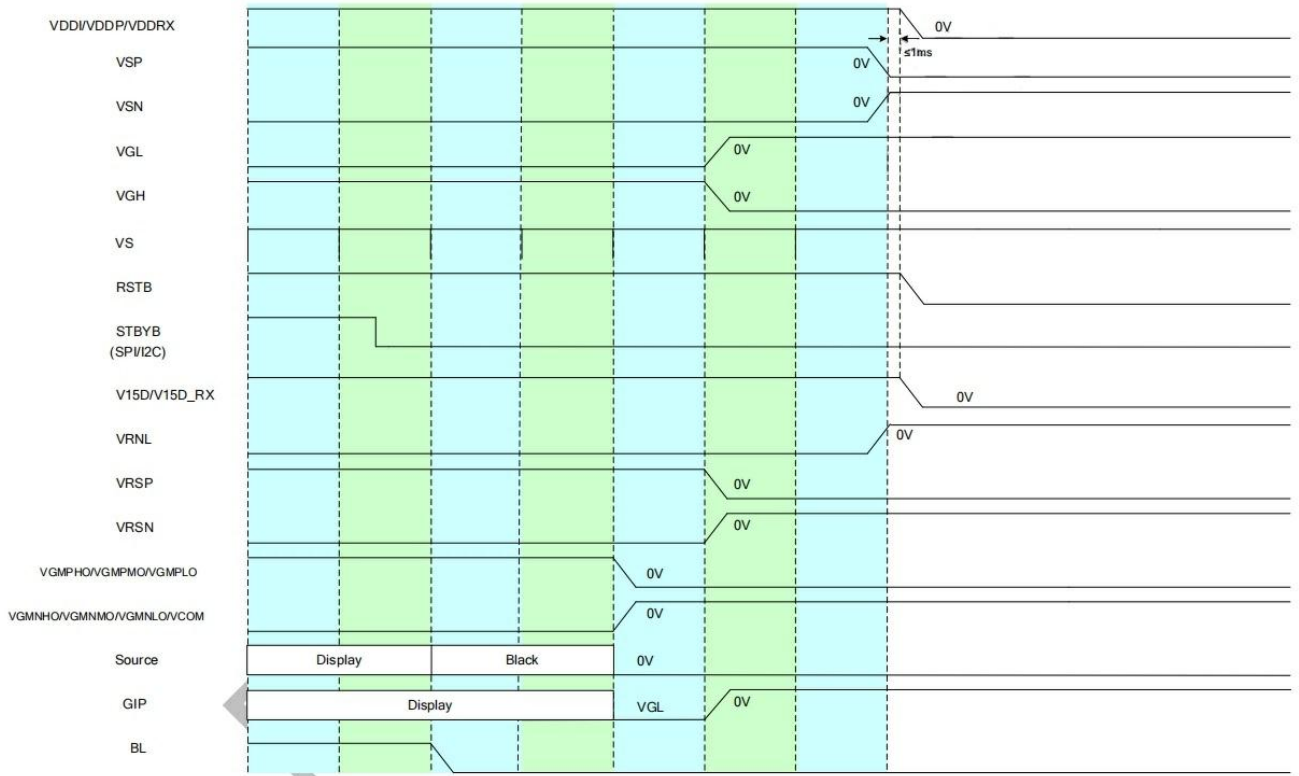 VDDI/VDDP/VDDRX
0V
≤1ms
VSP
0V
VSN
0V
VGL
0V
VGH
0V
VS
RSTB
STBYB
(SPI/I2C)
V15D/V15D_RX
0V
VRNL
0V
VRSP
0V
VRSN
0V
VGMPHO/VGMPMO/VGMPLO
0V
VGMNHO/VGMNMO/VGMNLO/VCOM
0V
Source
Display
Black
0V
GIP
Display
VGL
0V
BL